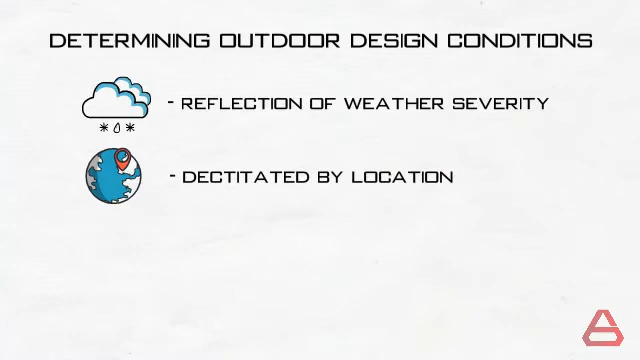 DETERMINING OUTDOOR DESIGN CONDITIONS
- REFLECTION OF WEATHER SEVERITY
- DECTITATED BY LOCATION